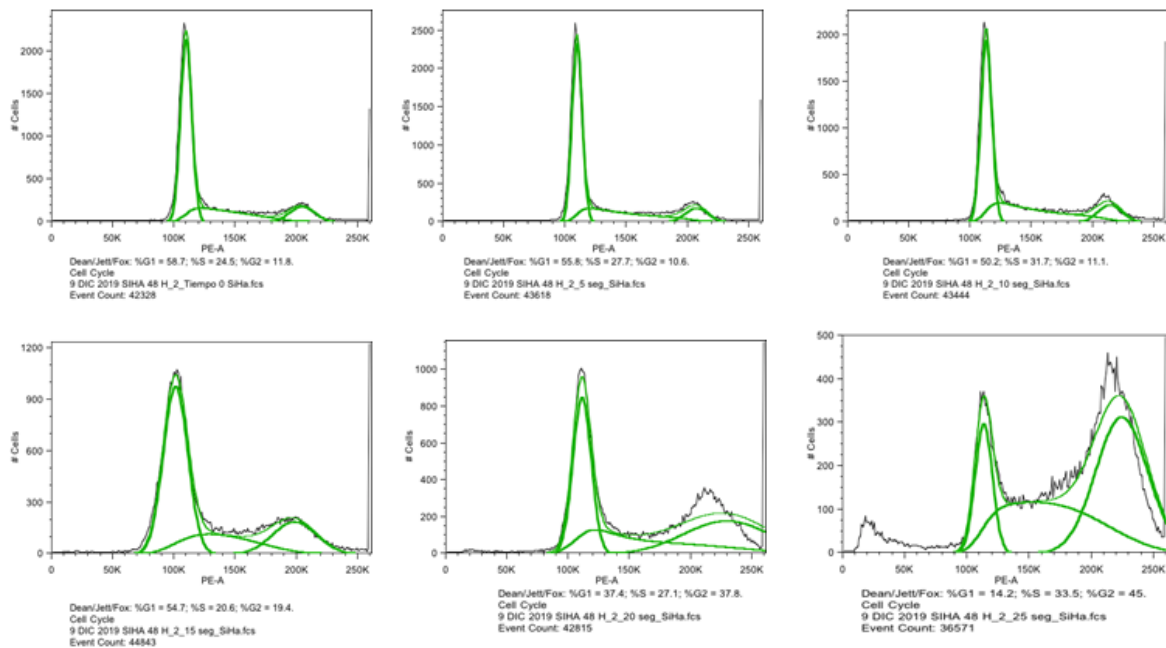 # Cells
2000
1500
1000
500
0
0 50K 100K 150K 200K 250K
PE-A
Dean/Jett/Fox: %G1 = 58.7; %S = 24.5; %G2 = 11.8.
Cell Cycle
9 DIC 2019 SIHA 48 H_2_Tiempo 0 SiHa.fcs
Event Count: 42328
# Cells
2500
2000
1500
1000
500
0
0 50K 100K 150K 200K 250K
PE-A
Dean/Jett/Fox: %G1 = 55.8; %S = 27.7; %G2 = 10.6.
Cell Cycle
9 DIC 2019 SIHA 48 H_2_5 seg_SiHa.fcs
Event Count: 43618
# Cells
2000
1500
1000
500
0
0 50K 100K 150K 200K 250K
PE-A
Dean/Jett/Fox: %G1 = 50.2; %S = 31.7; %G2 = 11.1.
Cell Cycle
9 DIC 2019 SIHA 48 H_2_10 seg_SiHa.fcs
Event Count: 43444
# Cells
1200
900
600
300
0
0 50K 100K 150K 200K 250K
PE-A
Dean/Jett/Fox: %G1 = 54.7; %S = 20.6; %G2 = 19.4.
Cell Cycle
9 DIC 2019 SIHA 48 H_2_15 seg_SiHa.fcs
Event Count: 44843
# Cells
1000
800
600
400
200
0
0 50K 100K 150K 200K 250K
PE-A
Dean/Jett/Fox: %G1 = 37.4; %S = 27.1; %G2 = 37.8.
Cell Cycle
9 DIC 2019 SIHA 48 H_2_20 seg_SiHa.fcs
Event Count: 42815
# Cells
500
400
300
200
100
0
0 50K 100K 150K 200K 250K
PE-A
Dean/Jett/Fox: %G1 = 14.2; %S = 33.5; %G2 = 45.
Cell Cycle
9 DIC 2019 SIHA 48 H_2_25 seg_SiHa.fcs
Event Count: 36571